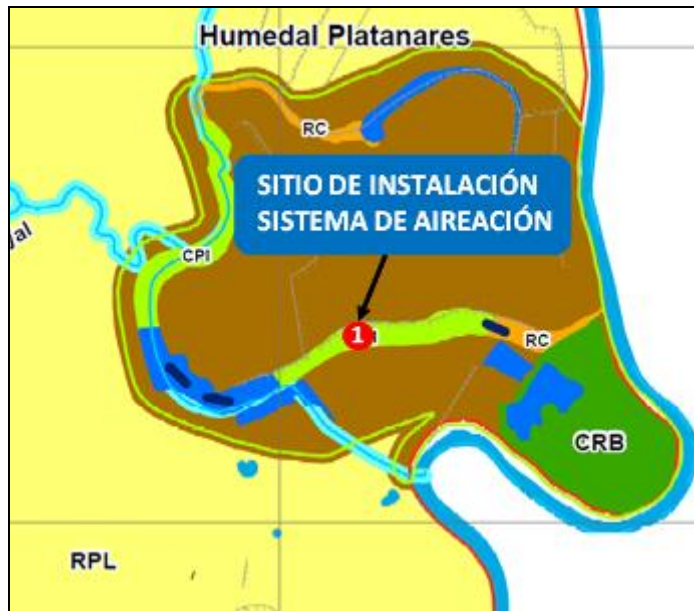 Humedal Platanares
RC
SITIO DE INSTALACIÓN
SISTEMA DE AIREACIÓN
CPI
1
RC
CRB
RPL